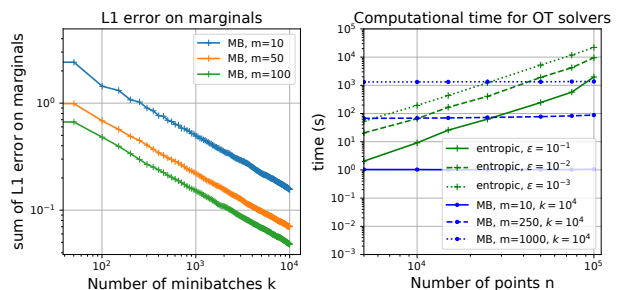 L1 error on marginals
sum of L1 error on marginals
10^0
10^{-1}
MB, m=10
MB, m=50
MB, m=100
10^2
10^3
10^4
Number of minibatches k
Computational time for OT solvers
time (s)
10^5
10^4
10^3
10^2
10^1
10^0
10^{-1}
10^{-2}
10^{-3}
entropic, ε = 10^{-1}
entropic, ε = 10^{-2}
entropic, ε = 10^{-3}
MB, m=10, k = 10^4
MB, m=250, k = 10^4
MB, m=1000, k = 10^4
10^4
10^5
Number of points n